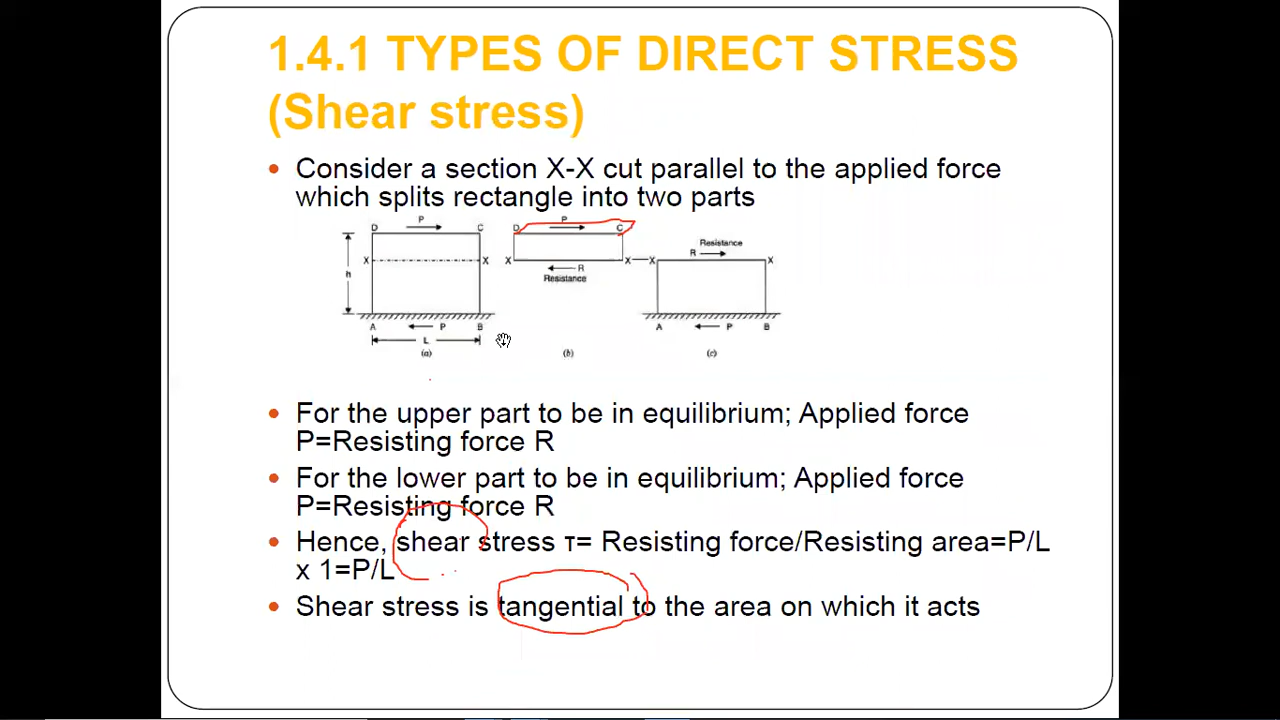 1.4.1 TYPES OF DIRECT STRESS
(Shear stress)
• Consider a section X-X cut parallel to the applied force
which splits rectangle into two parts
D P C
X X
h
A P B
L
(a)
D P C
X X
R
Resistance
(b)
Resistance
R
X X
A P B
(c)
• For the upper part to be in equilibrium; Applied force
P=Resisting force R
• For the lower part to be in equilibrium; Applied force
P=Resisting force R
• Hence, shear stress τ= Resisting force/Resisting area=P/L
x 1=P/L
• Shear stress is tangential to the area on which it acts